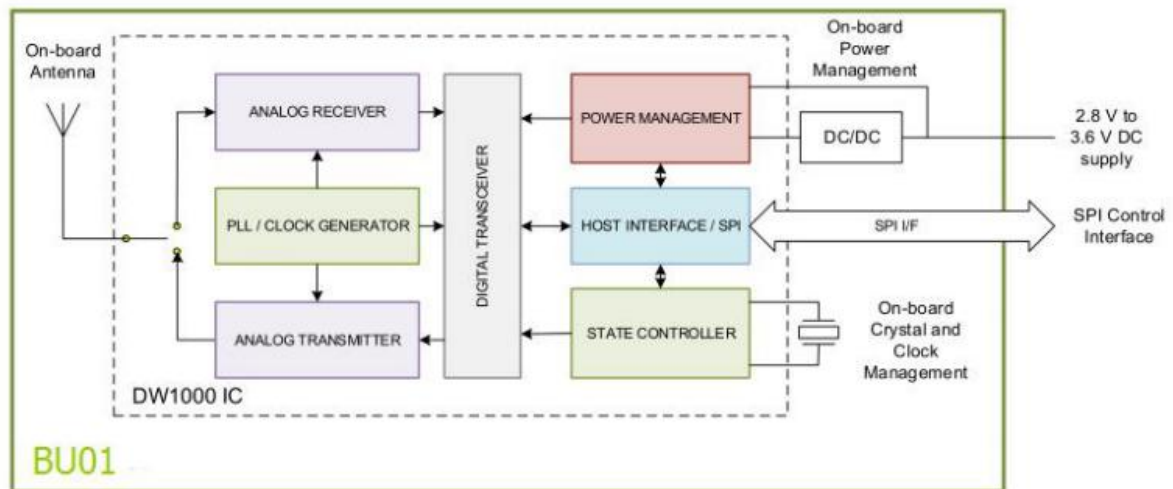 On-board
Antenna
ANALOG RECEIVER
PLL / CLOCK GENERATOR
ANALOG TRANSMITTER
DW1000 IC
DIGITAL TRANSCEIVER
POWER MANAGEMENT
HOST INTERFACE / SPI
STATE CONTROLLER
On-board
Power
Management
DC/DC
2.8 V to
3.6 V DC
supply
SPI I/F
SPI Control
Interface
On-board
Crystal and
Clock
Management
BU01